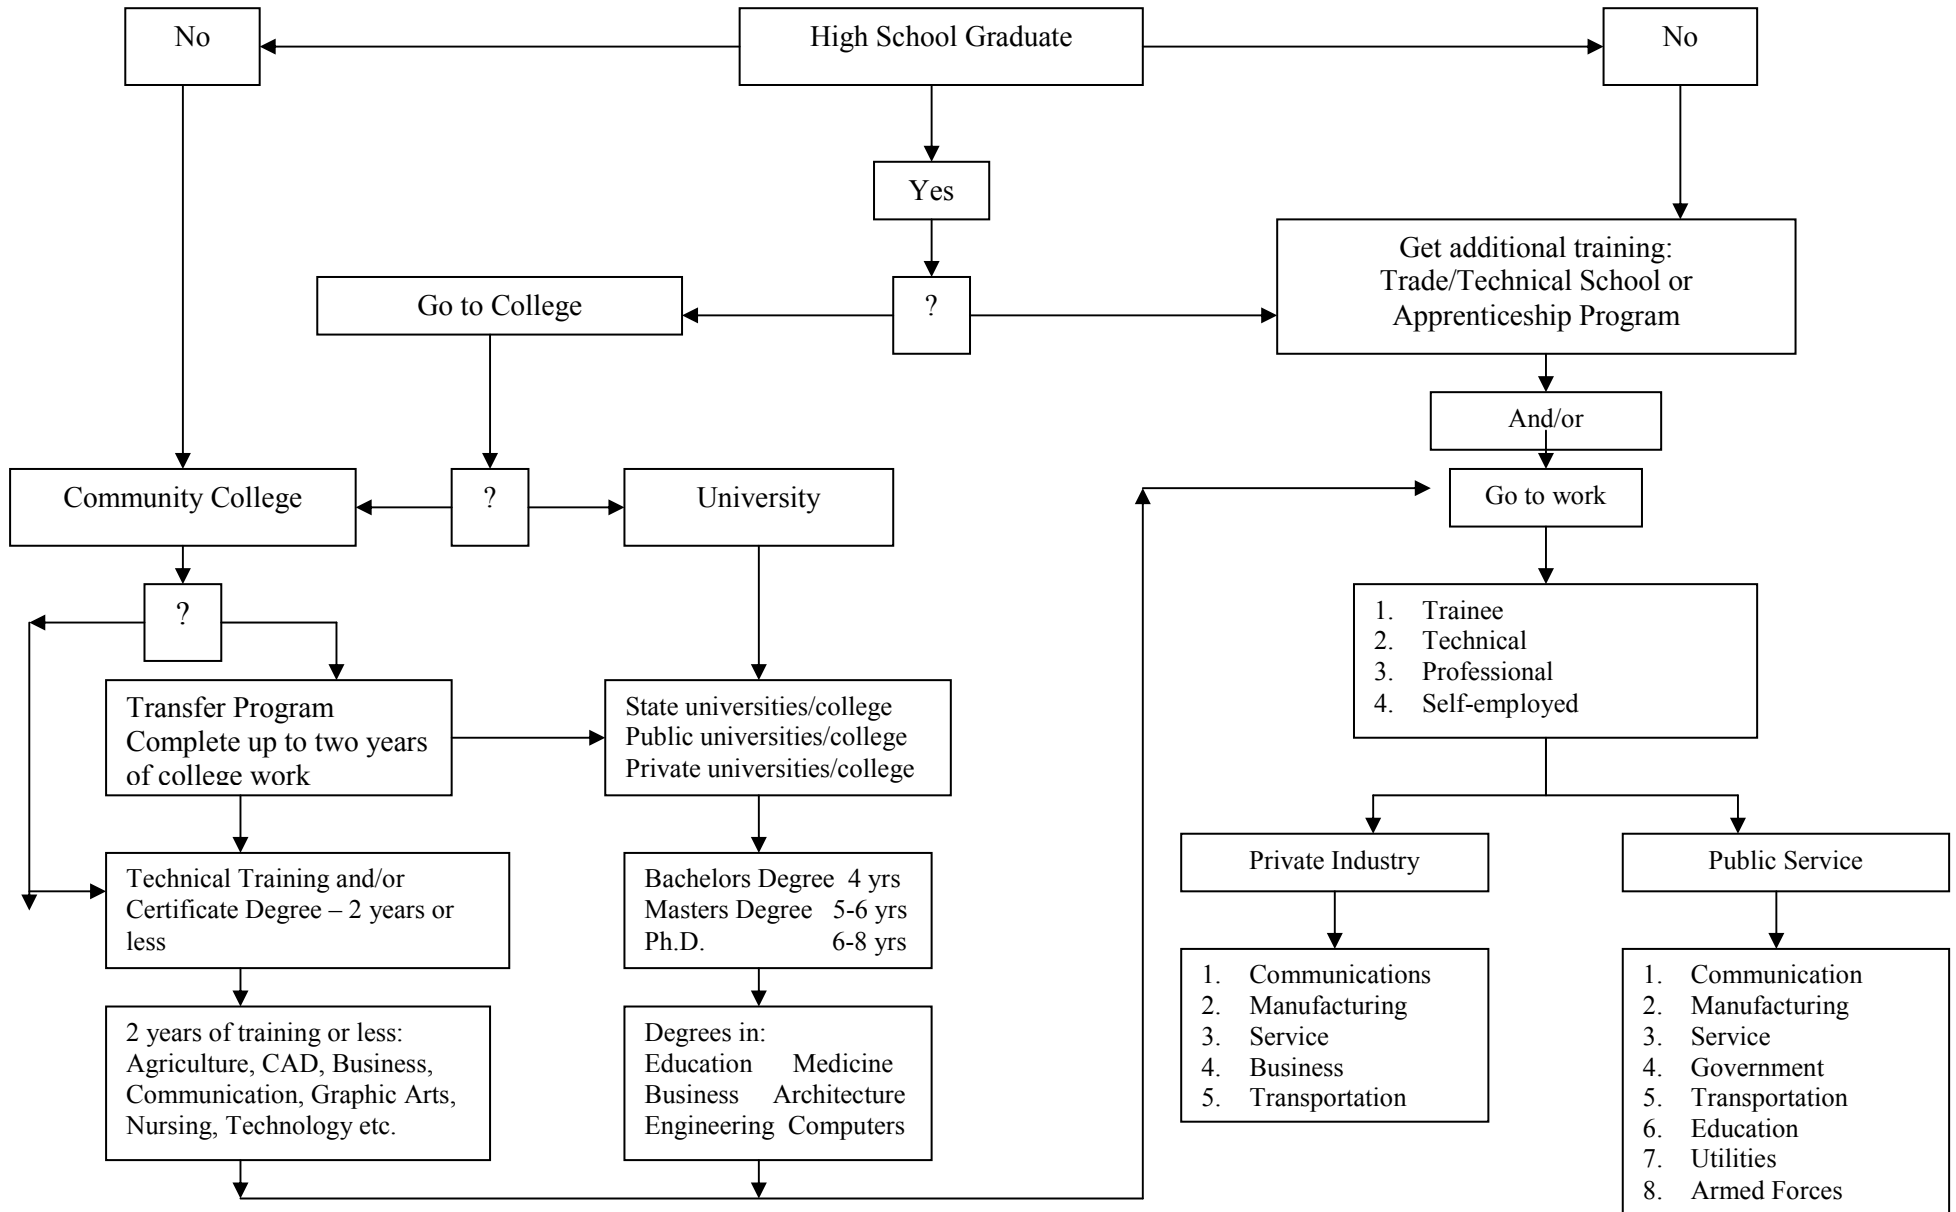 No
High School Graduate
No
Yes
Get additional training:
Trade/Technical School or
Apprenticeship Program
Go to College
?
And/or
Community College
?
University
Go to work
?
1. Trainee
2. Technical
3. Professional
4. Self-employed
Transfer Program
Complete up to two years
of college work
State universities/college
Public universities/college
Private universities/college
Private Industry
Public Service
Technical Training and/or
Certificate Degree – 2 years or
less
Bachelors Degree 4 yrs
Masters Degree 5-6 yrs
Ph.D. 6-8 yrs
1. Communications
2. Manufacturing
3. Service
4. Business
5. Transportation
1. Communication
2. Manufacturing
3. Service
4. Government
5. Transportation
6. Education
7. Utilities
8. Armed Forces
2 years of training or less:
Agriculture, CAD, Business,
Communication, Graphic Arts,
Nursing, Technology etc.
Degrees in:
Education Medicine
Business Architecture
Engineering Computers